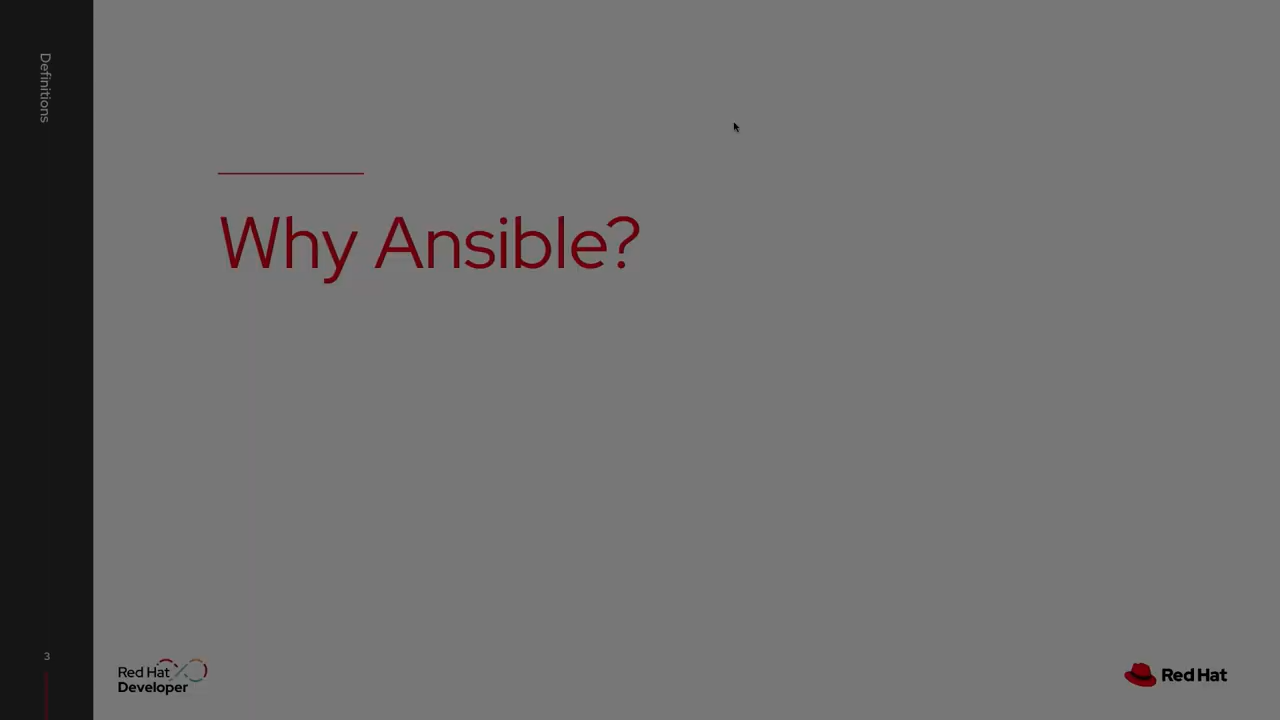 Definitions
Why Ansible?
3
Red Hat
Developer
Red Hat